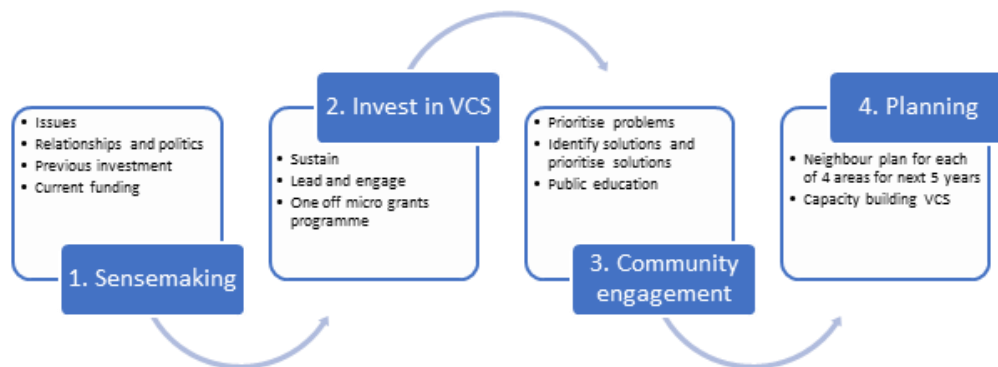 • Issues
• Relationships and politics
• Previous investment
• Current funding
1. Sensemaking
2. Invest in VCS
• Sustain
• Lead and engage
• One off micro grants
programme
• Prioritise problems
• Identify solutions and
prioritise solutions
• Public education
3. Community
engagement
4. Planning
• Neighbour plan for each
of 4 areas for next 5 years
• Capacity building VCS